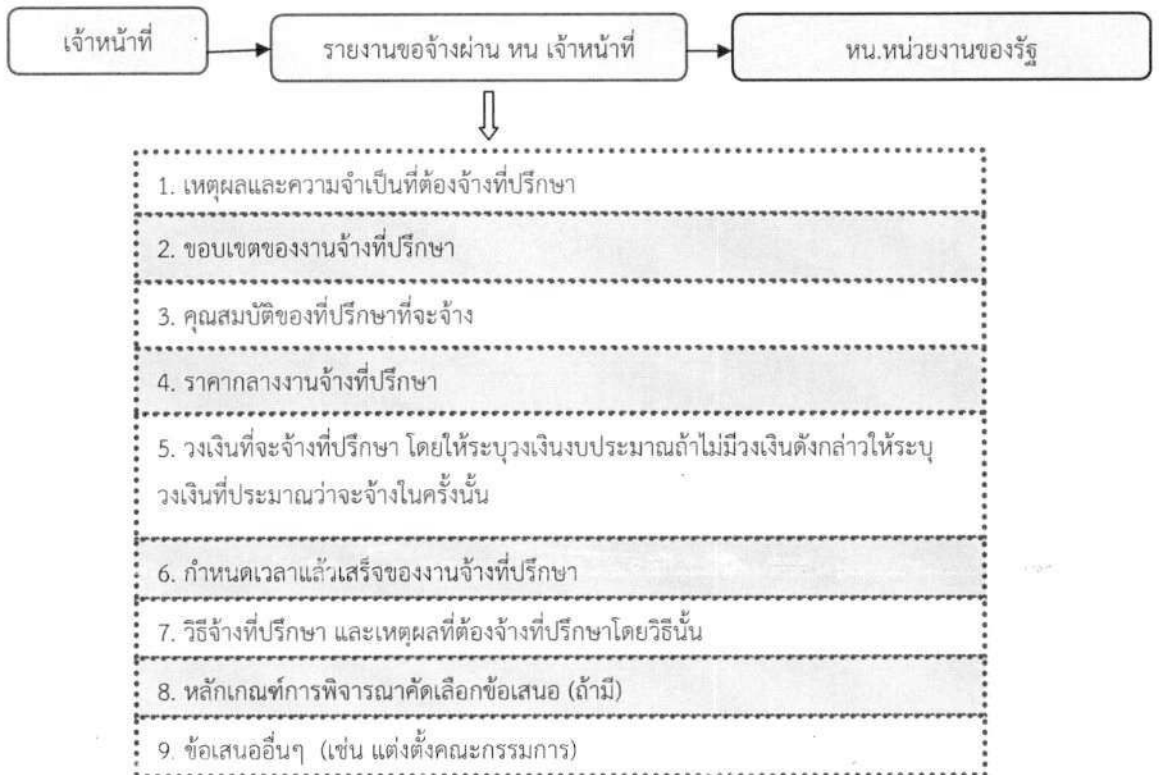 เจ้าหน้าที่
รายงานขอจ้างผ่าน หน เจ้าหน้าที่
หน.หน่วยงานของรัฐ
1. เหตุผลและความจำเป็นที่ต้องจ้างที่ปรึกษา
2. ขอบเขตของงานจ้างที่ปรึกษา
3. คุณสมบัติของที่ปรึกษาที่จะจ้าง
4. ราคากลางงานจ้างที่ปรึกษา
5. วงเงินที่จะจ้างที่ปรึกษา โดยให้ระบุวงเงินงบประมาณถ้าไม่มีวงเงินดังกล่าวให้ระบุ
วงเงินที่ประมาณว่าจะจ้างในครั้งนั้น
6. กำหนดเวลาแล้วเสร็จของงานจ้างที่ปรึกษา
7. วิธีจ้างที่ปรึกษา และเหตุผลที่ต้องจ้างที่ปรึกษาโดยวิธีนั้น
8. หลักเกณฑ์การพิจารณาคัดเลือกข้อเสนอ (ถ้ามี)
9. ข้อเสนออื่นๆ (เช่น แต่งตั้งคณะกรรมการ)